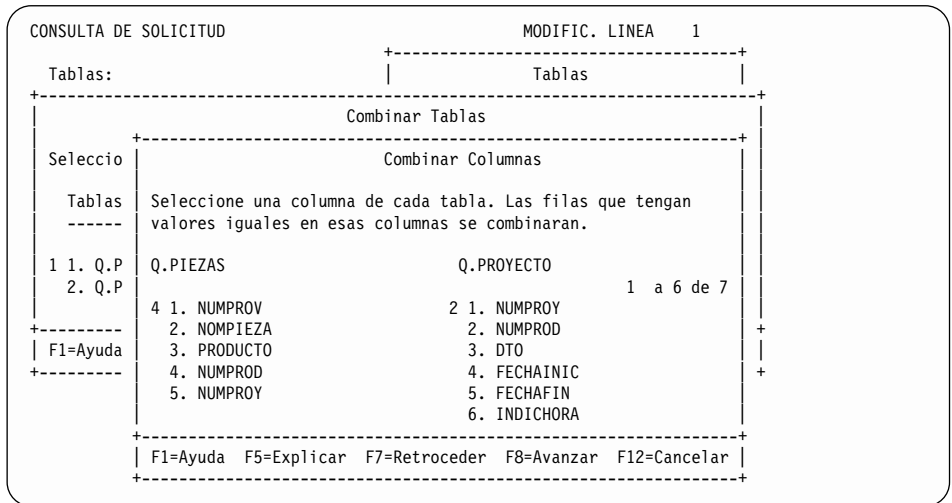 CONSULTA DE SOLICITUD MODIFIC. LINEA 1
Tablas: Tablas
Combinar Tablas
Seleccio Combinar Columnas
Tablas Seleccione una columna de cada tabla. Las filas que tengan
------ valores iguales en esas columnas se combinaran.
1 1. Q.P Q.PIEZAS Q.PROYECTO
2. Q.P 1 a 6 de 7
4 1. NUMPROV 2 1. NUMPROY
2. NOMPIEZA 2. NUMPROD
F1=Ayuda 3. PRODUCTO 3. DTO
4. NUMPROD 4. FECHAINIC
5. NUMPROY 5. FECHAFIN
6. INDICHORA
F1=Ayuda F5=Explicar F7=Retroceder F8=Avanzar F12=Cancelar